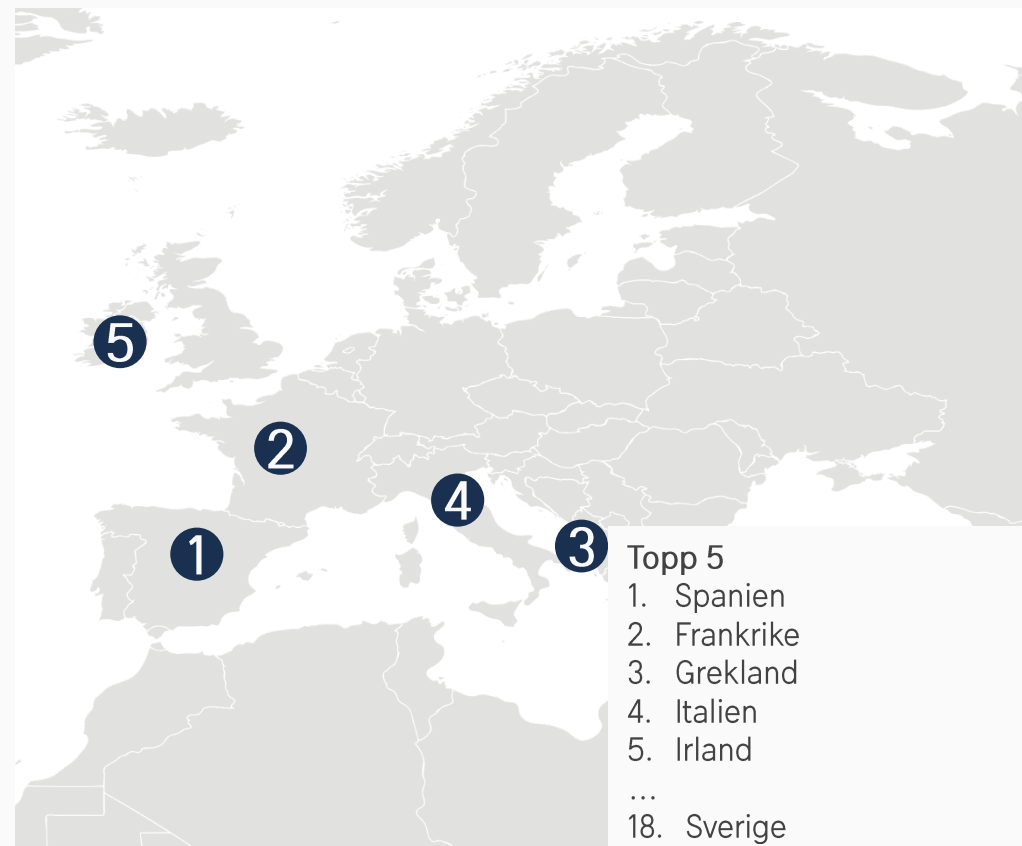 5
2
4
3
1
Topp 5
1. Spanien
2. Frankrike
3. Grekland
4. Italien
5. Irland
...
18. Sverige